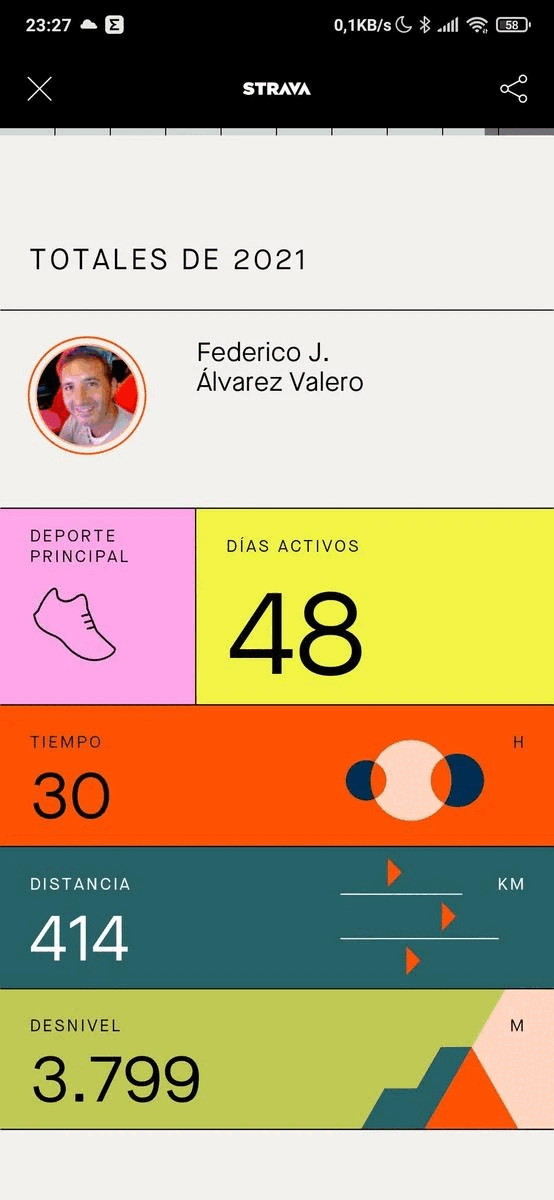 23:27
0,1KB/s
58
STRAVA
TOTALES DE 2021
Federico J.
Álvarez Valero
DEPORTE
PRINCIPAL
DÍAS ACTIVOS
48
TIEMPO
H
30
DISTANCIA
KM
414
DESNIVEL
M
3.799